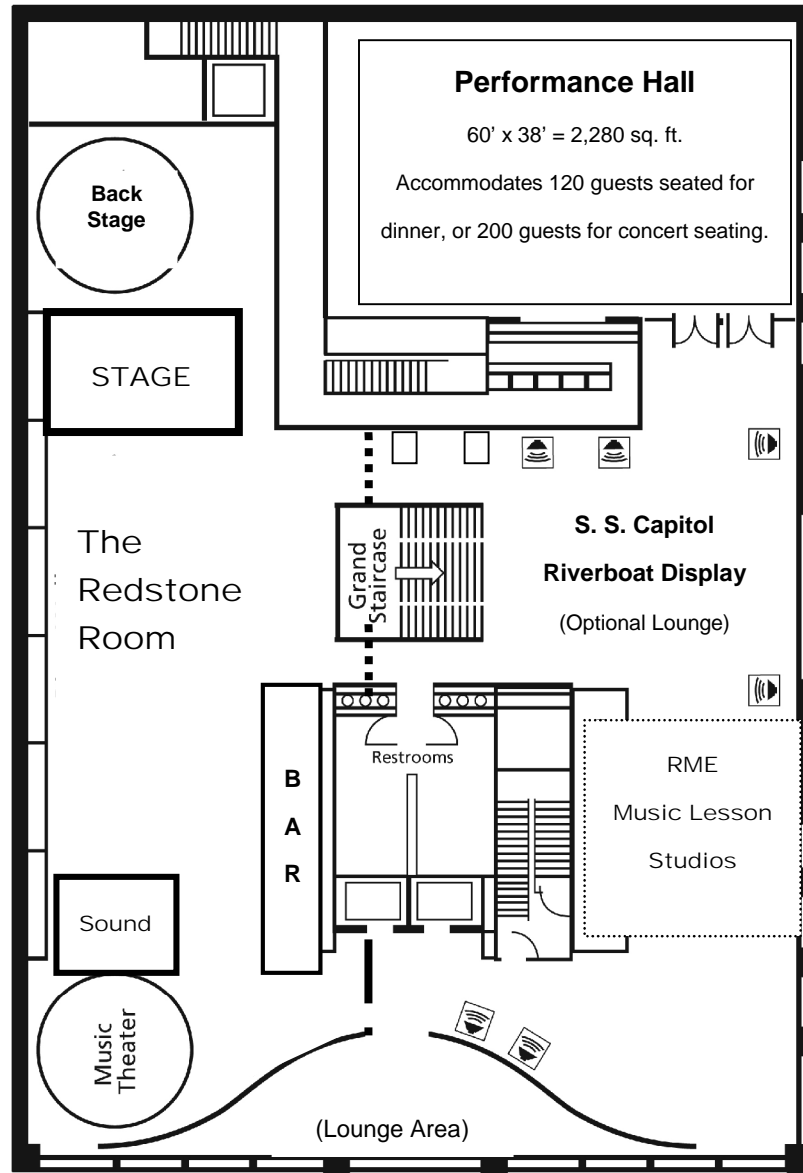 Performance Hall
60’ x 38’ = 2,280 sq. ft.
Accommodates 120 guests seated for
dinner, or 200 guests for concert seating.
Back
Stage
STAGE
The
Redstone
Room
Grand
Staircase
S. S. Capitol
Riverboat Display
(Optional Lounge)
Restrooms
B
A
R
RME
Music Lesson
Studios
Sound
Music
Theater
(Lounge Area)